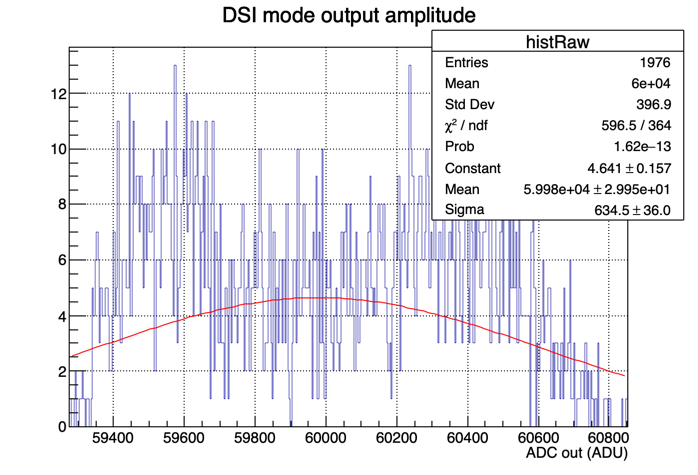 DSI mode output amplitude
histRaw
Entries 1976
Mean 6e+04
Std Dev 396.9
χ² / ndf 596.5 / 364
Prob 1.62e−13
Constant 4.641 ± 0.157
Mean 5.998e+04 ± 2.995e+01
Sigma 634.5 ± 36.0
12
10
8
6
4
2
0
59400 59600 59800 60000 60200 60400 60600 60800
ADC out (ADU)